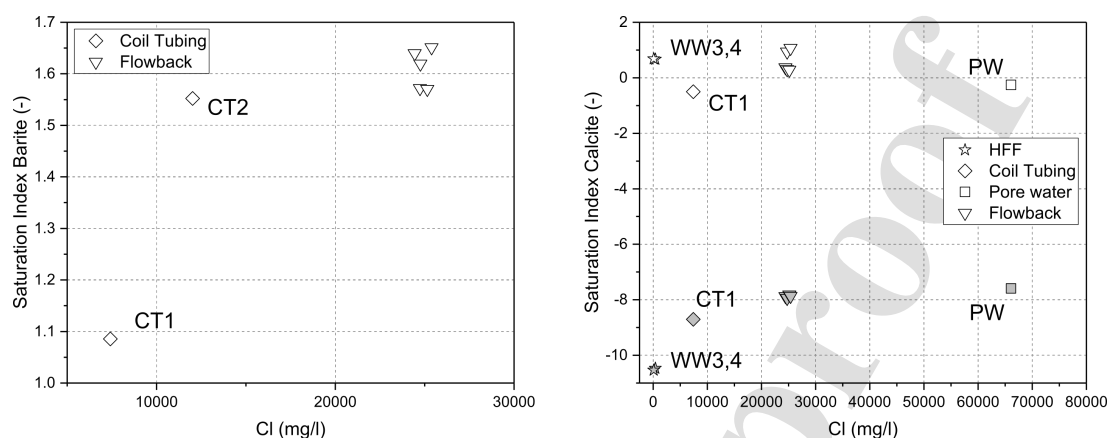 1.7
1.6
1.5
1.4
1.3
1.2
1.1
1.0
Saturation Index Barite (-)
Coil Tubing
Flowback
CT2
CT1
10000 20000 30000
Cl (mg/l)
2
0
-2
-4
-6
-8
-10
Saturation Index Calcite (-)
WW3,4
CT1
PW
HFF
Coil Tubing
Pore water
Flowback
CT1
PW
WW3,4
0 10000 20000 30000 40000 50000 60000 70000 80000
Cl (mg/l)
proof